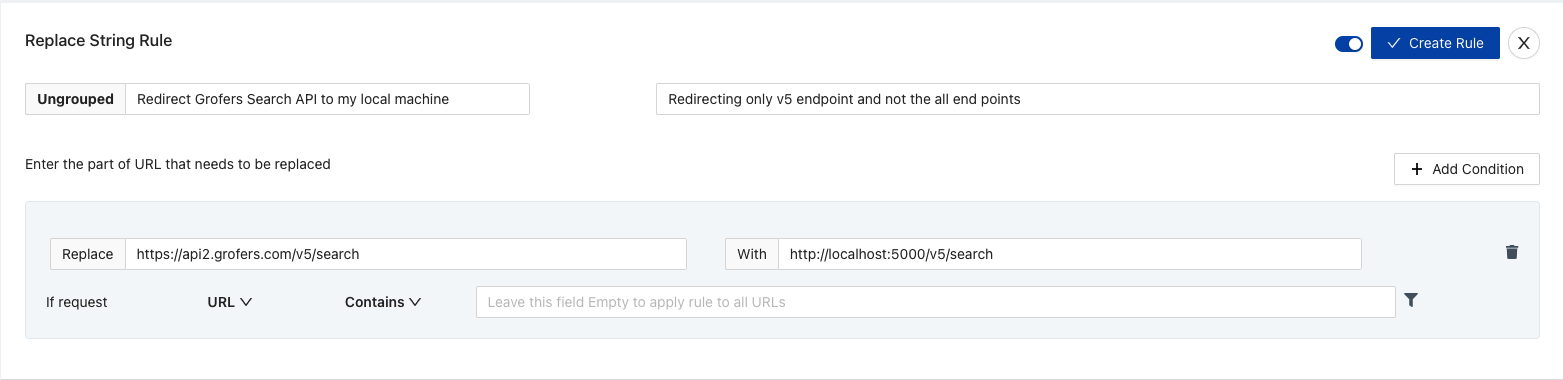 Replace String Rule
Create Rule
X
Ungrouped Redirect Grofers Search API to my local machine
Redirecting only v5 endpoint and not the all end points
Enter the part of URL that needs to be replaced
+ Add Condition
Replace https://api2.grofers.com/v5/search
With http://localhost:5000/v5/search
If request URL Contains Leave this field Empty to apply rule to all URLs